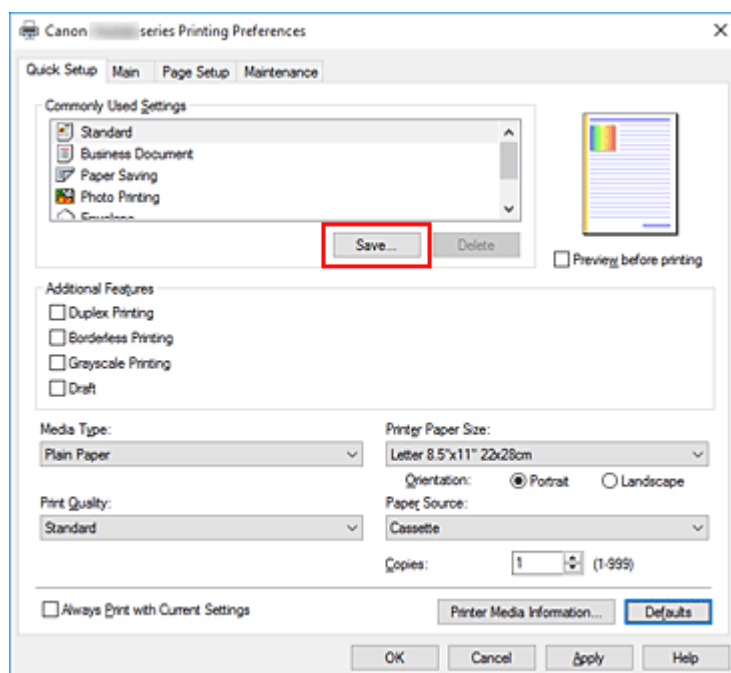 Canon series Printing Preferences
Quick Setup Main Page Setup Maintenance
Commonly Used Settings
Standard
Business Document
Paper Saving
Photo Printing
Envelope
Save... Delete
Preview before printing
Additional Features
Duplex Printing
Borderless Printing
Grayscale Printing
Draft
Media Type: Printer Paper Size:
Plain Paper Letter 8.5"x11" 22x28cm
Orientation: Portrait Landscape
Print Quality: Paper Source:
Standard Cassette
Copies: 1 (1-999)
Always Print with Current Settings Printer Media Information... Defaults
OK Cancel Apply Help